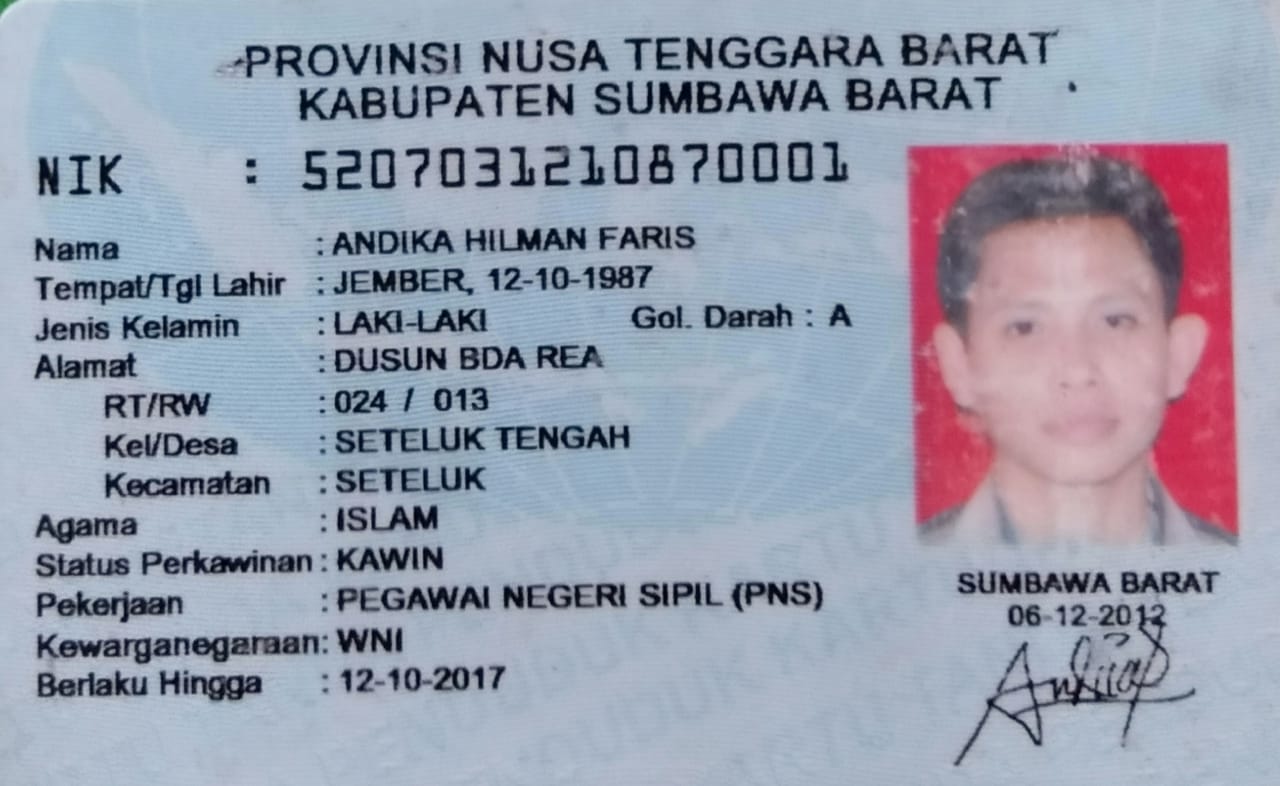 PROVINSI NUSA TENGGARA BARAT
KABUPATEN SUMBAWA BARAT
NIK : 5207031210870001
Nama : ANDIKA HILMAN FARIS
Tempat/Tgl Lahir : JEMBER, 12-10-1987
Jenis Kelamin : LAKI-LAKI Gol. Darah : A
Alamat : DUSUN BDA REA
RT/RW : 024 / 013
Kel/Desa : SETELUK TENGAH
Kecamatan : SETELUK
Agama : ISLAM
Status Perkawinan : KAWIN
Pekerjaan : PEGAWAI NEGERI SIPIL (PNS)
Kewarganegaraan: WNI
Berlaku Hingga : 12-10-2017
SUMBAWA BARAT
06-12-2012